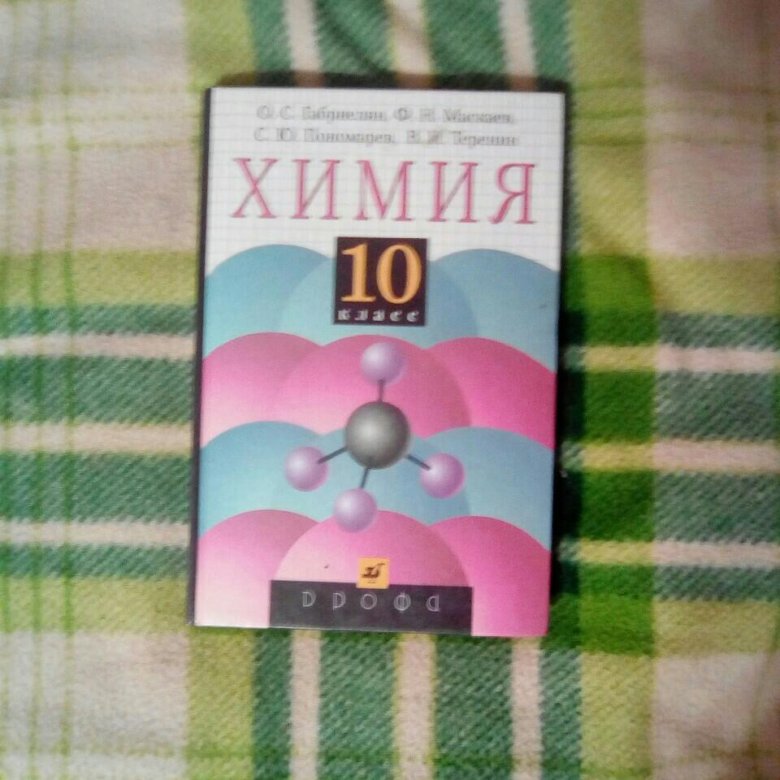 О. С. Габриелян, Ф. Н. Маскаев,
С. Ю. Пономарев, В. И. Теренин
ХИМИЯ
10
класс
ДРОФА